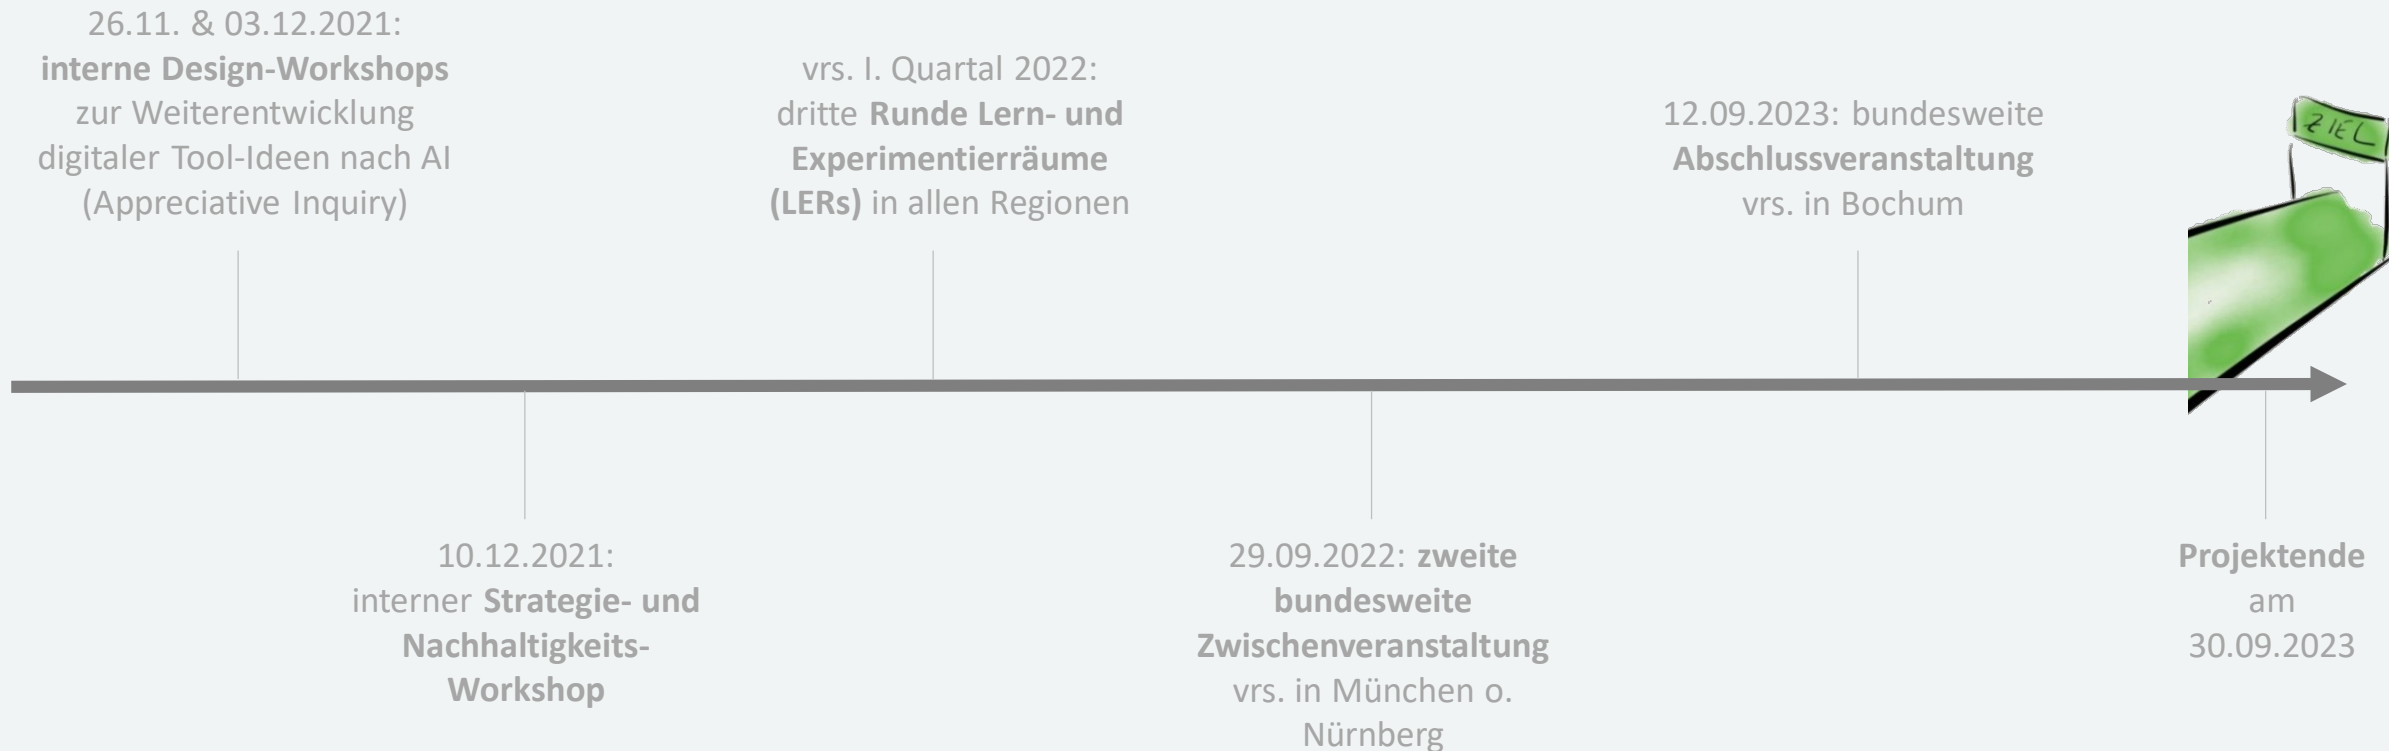 26.11. & 03.12.2021:
interne Design-Workshops
zur Weiterentwicklung
digitaler Tool-Ideen nach AI
(Appreciative Inquiry)
vrs. I. Quartal 2022:
dritte Runde Lern- und
Experimentierräume
(LERs) in allen Regionen
12.09.2023: bundesweite
Abschlussveranstaltung
vrs. in Bochum
ZIEL
10.12.2021:
interner Strategie- und
Nachhaltigkeits-
Workshop
29.09.2022: zweite
bundesweite
Zwischenveranstaltung
vrs. in München o.
Nürnberg
Projektende
am
30.09.2023